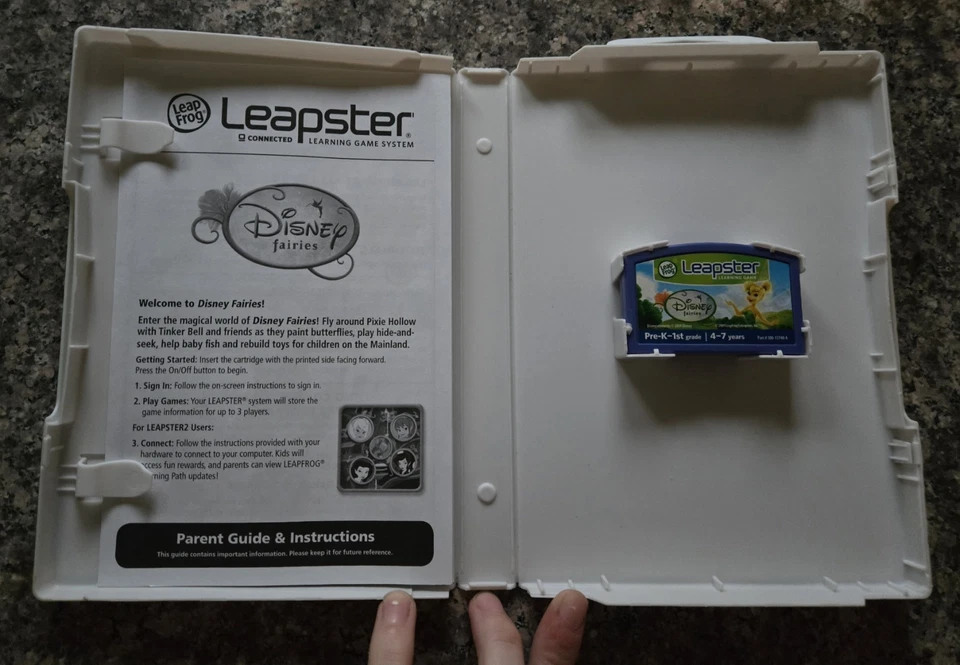 Leap
Frog
Leapster®
CONNECTED LEARNING GAME SYSTEM
Disney
fairies
Welcome to Disney Fairies!
Enter the magical world of Disney Fairies! Fly around Pixie Hollow
with Tinker Bell and friends as they paint butterflies, play hide-and-
seek, help baby fish and rebuild toys for children on the Mainland.
Getting Started: Insert the cartridge with the printed side facing forward.
Press the On/Off button to begin.
1. Sign In: Follow the on-screen instructions to sign in.
2. Play Games: Your LEAPSTER® system will store the
game information for up to 3 players.
For LEAPSTER2 Users:
3. Connect: Follow the instructions provided with your
hardware to connect to your computer. Kids will
cess fun rewards, and parents can view LEAPFROG®
ning Path updates!
Parent Guide & Instructions
This guide contains important information. Please keep it for future reference.
Leap
Frog
Leapster
LEARNING GAME
Disney
fairies
Pre-K–1st grade | 4–7 years